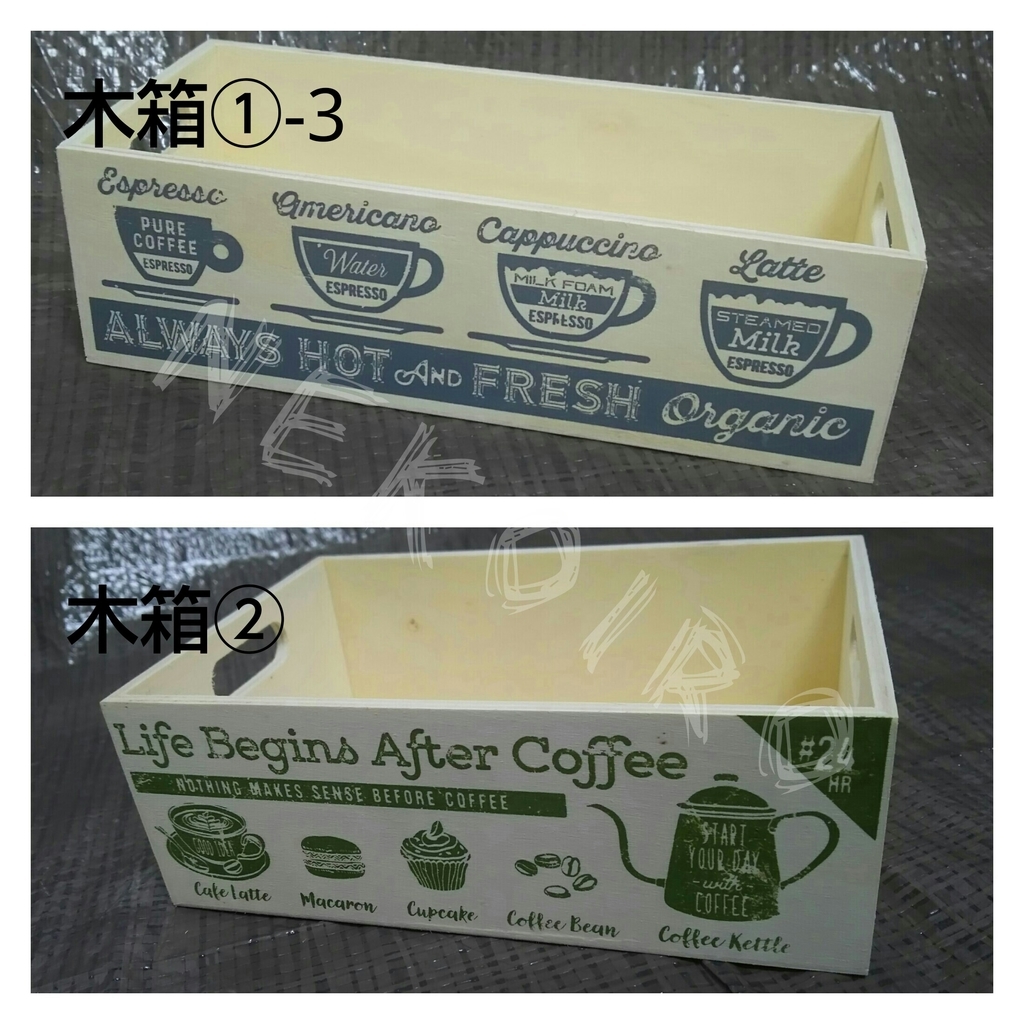 木箱①-3
Espresso
PURE
COFFEE
ESPRESSO
Americano
Water
ESPRESSO
Cappuccino
MILK FOAM
Milk
ESPRESSO
Latte
STEAMED
Milk
ESPRESSO
ALWAYS HOT AND FRESH Organic
NEKOIRO
木箱②
Life Begins After Coffee
#24
HR
NOTHING MAKES SENSE BEFORE COFFEE
Cafe Latte
Macaron
Cupcake
Coffee Bean
START
YOUR DAY
-with-
COFFEE
Coffee Kettle